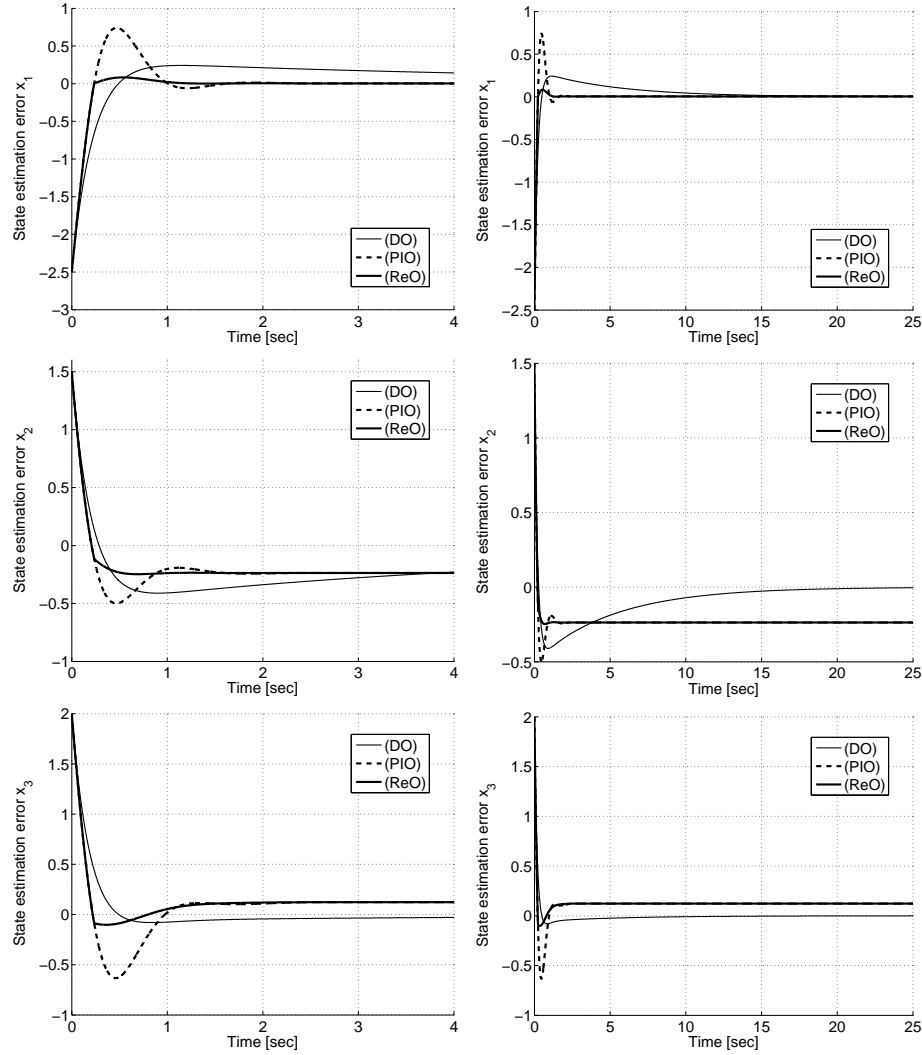 1
0.5
0
−0.5
−1
−1.5
−2
−2.5
−3
0 1 2 3 4
Time [sec]
State estimation error x1
(DO)
(PIO)
(ReO)
1
0.5
0
−0.5
−1
−1.5
−2
−2.5
0 5 10 15 20 25
Time [sec]
State estimation error x1
(DO)
(PIO)
(ReO)
1.5
1
0.5
0
−0.5
−1
0 1 2 3 4
Time [sec]
State estimation error x2
(DO)
(PIO)
(ReO)
1.5
1
0.5
0
−0.5
0 5 10 15 20 25
Time [sec]
State estimation error x2
(DO)
(PIO)
(ReO)
2
1.5
1
0.5
0
−0.5
−1
0 1 2 3 4
Time [sec]
State estimation error x3
(DO)
(PIO)
(ReO)
2
1.5
1
0.5
0
−0.5
−1
0 5 10 15 20 25
Time [sec]
State estimation error x3
(DO)
(PIO)
(ReO)